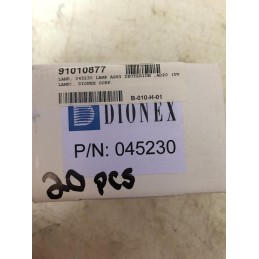 91010877
LAMP, 045230 LAMP ASSY DEUTERIUM ,AD20 (UV
LAMP), DIONEX CORP
B-010-H-01
DIONEX
P/N: 045230
20 PCS